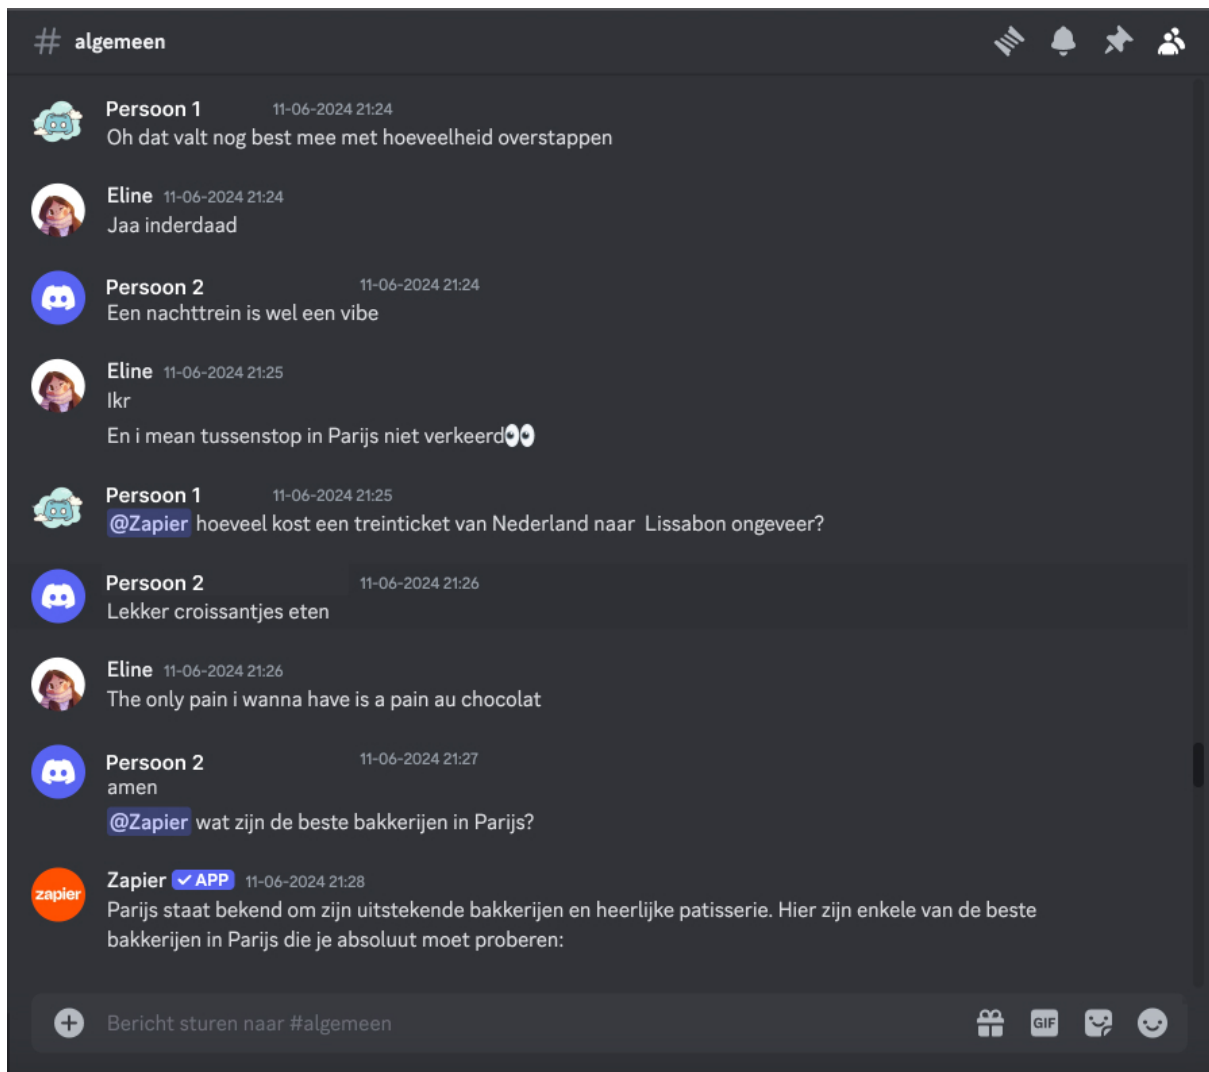 # algemeen
Persoon 1 11-06-2024 21:24
Oh dat valt nog best mee met hoeveelheid overstappen
Eline 11-06-2024 21:24
Jaa inderdaad
Persoon 2 11-06-2024 21:24
Een nachttrein is wel een vibe
Eline 11-06-2024 21:25
Ikr
En i mean tussenstop in Parijs niet verkeerd👀
Persoon 1 11-06-2024 21:25
@Zapier hoeveel kost een treinticket van Nederland naar Lissabon ongeveer?
Persoon 2 11-06-2024 21:26
Lekker croissantjes eten
Eline 11-06-2024 21:26
The only pain i wanna have is a pain au chocolat
Persoon 2 11-06-2024 21:27
amen
@Zapier wat zijn de beste bakkerijen in Parijs?
zapier
Zapier ✓ APP 11-06-2024 21:28
Parijs staat bekend om zijn uitstekende bakkerijen en heerlijke patisserie. Hier zijn enkele van de beste
bakkerijen in Parijs die je absoluut moet proberen:
Bericht sturen naar #algemeen
GIF